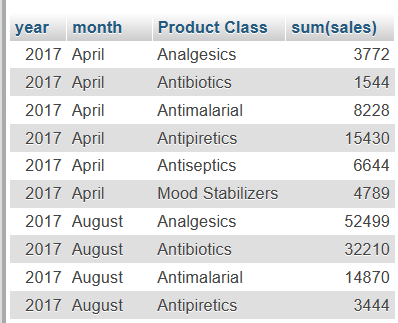 year month Product Class sum(sales)
2017 April Analgesics 3772
2017 April Antibiotics 1544
2017 April Antimalarial 8228
2017 April Antipiretics 15430
2017 April Antiseptics 6644
2017 April Mood Stabilizers 4789
2017 August Analgesics 52499
2017 August Antibiotics 32210
2017 August Antimalarial 14870
2017 August Antipiretics 3444